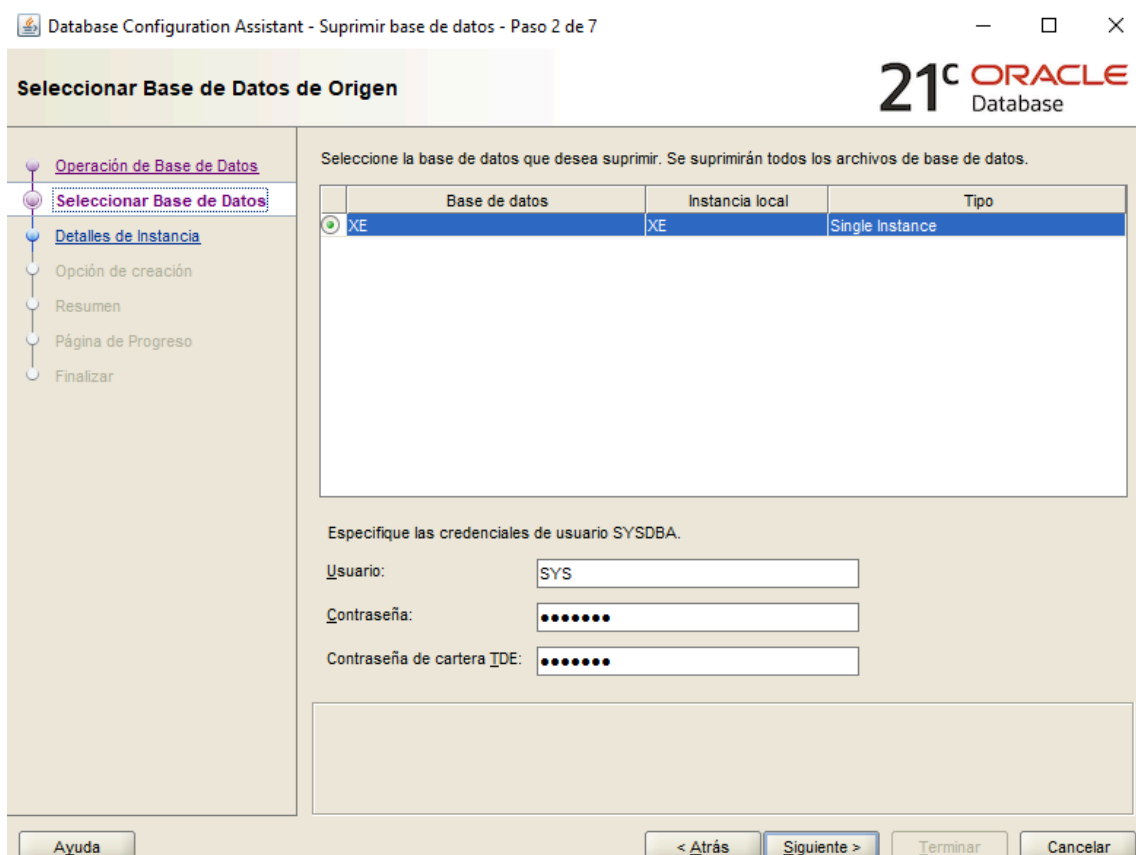 Database Configuration Assistant - Suprimir base de datos - Paso 2 de 7
Seleccionar Base de Datos de Origen
21c ORACLE
Database
Operación de Base de Datos
Seleccionar Base de Datos
Detalles de Instancia
Opción de creación
Resumen
Página de Progreso
Finalizar
Seleccione la base de datos que desea suprimir. Se suprimirán todos los archivos de base de datos.
Base de datos Instancia local Tipo
XE XE Single Instance
Especifique las credenciales de usuario SYSDBA.
Usuario: SYS
Contraseña: •••••••
Contraseña de cartera TDE: •••••••
Ayuda < Atrás Siguiente > Terminar Cancelar